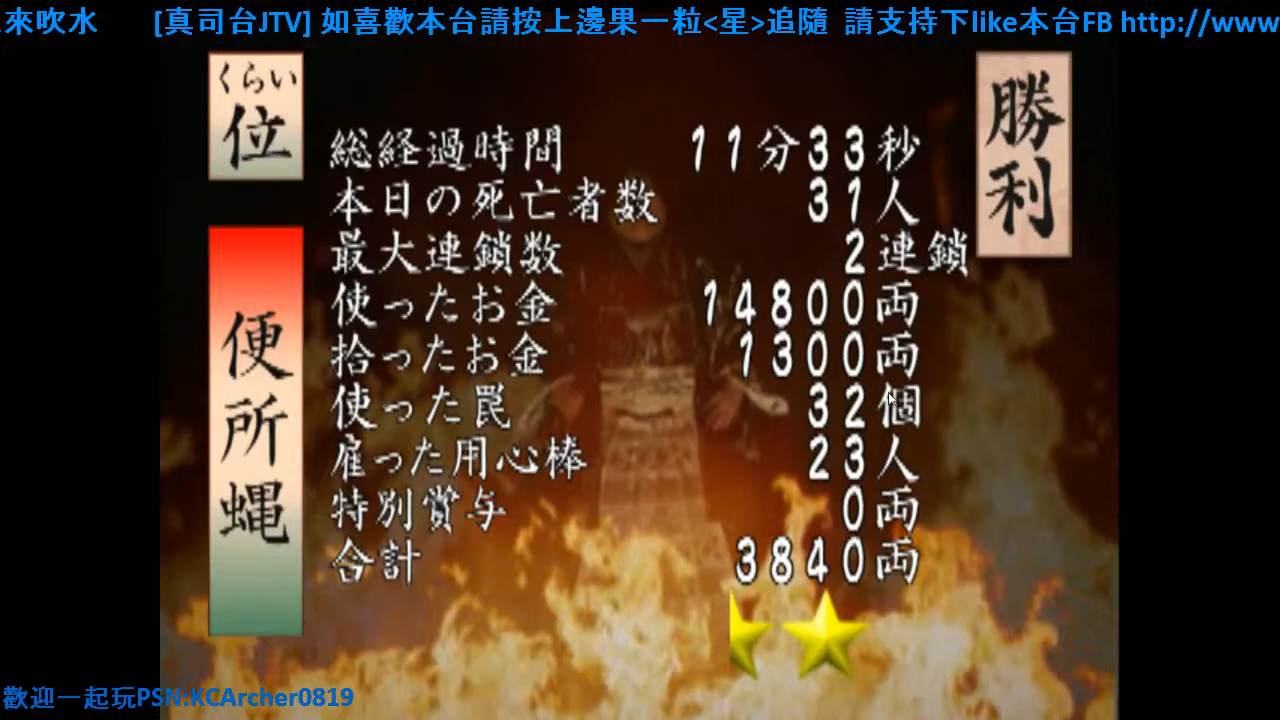 來吹水 [真司台JTV] 如喜歡本台請按上邊果一粒<星>追隨 請支持下like本台FB http://www
くらい
位
勝利
総経過時間 11分33秒
本日の死亡者数 31人
最大連鎖数 2連鎖
使ったお金 14800両
拾ったお金 1300両
使った罠 32個
雇った用心棒 23人
特別賞与 0両
合計 3840両
便所蝿
歡迎一起玩PSN:KCArcher0819